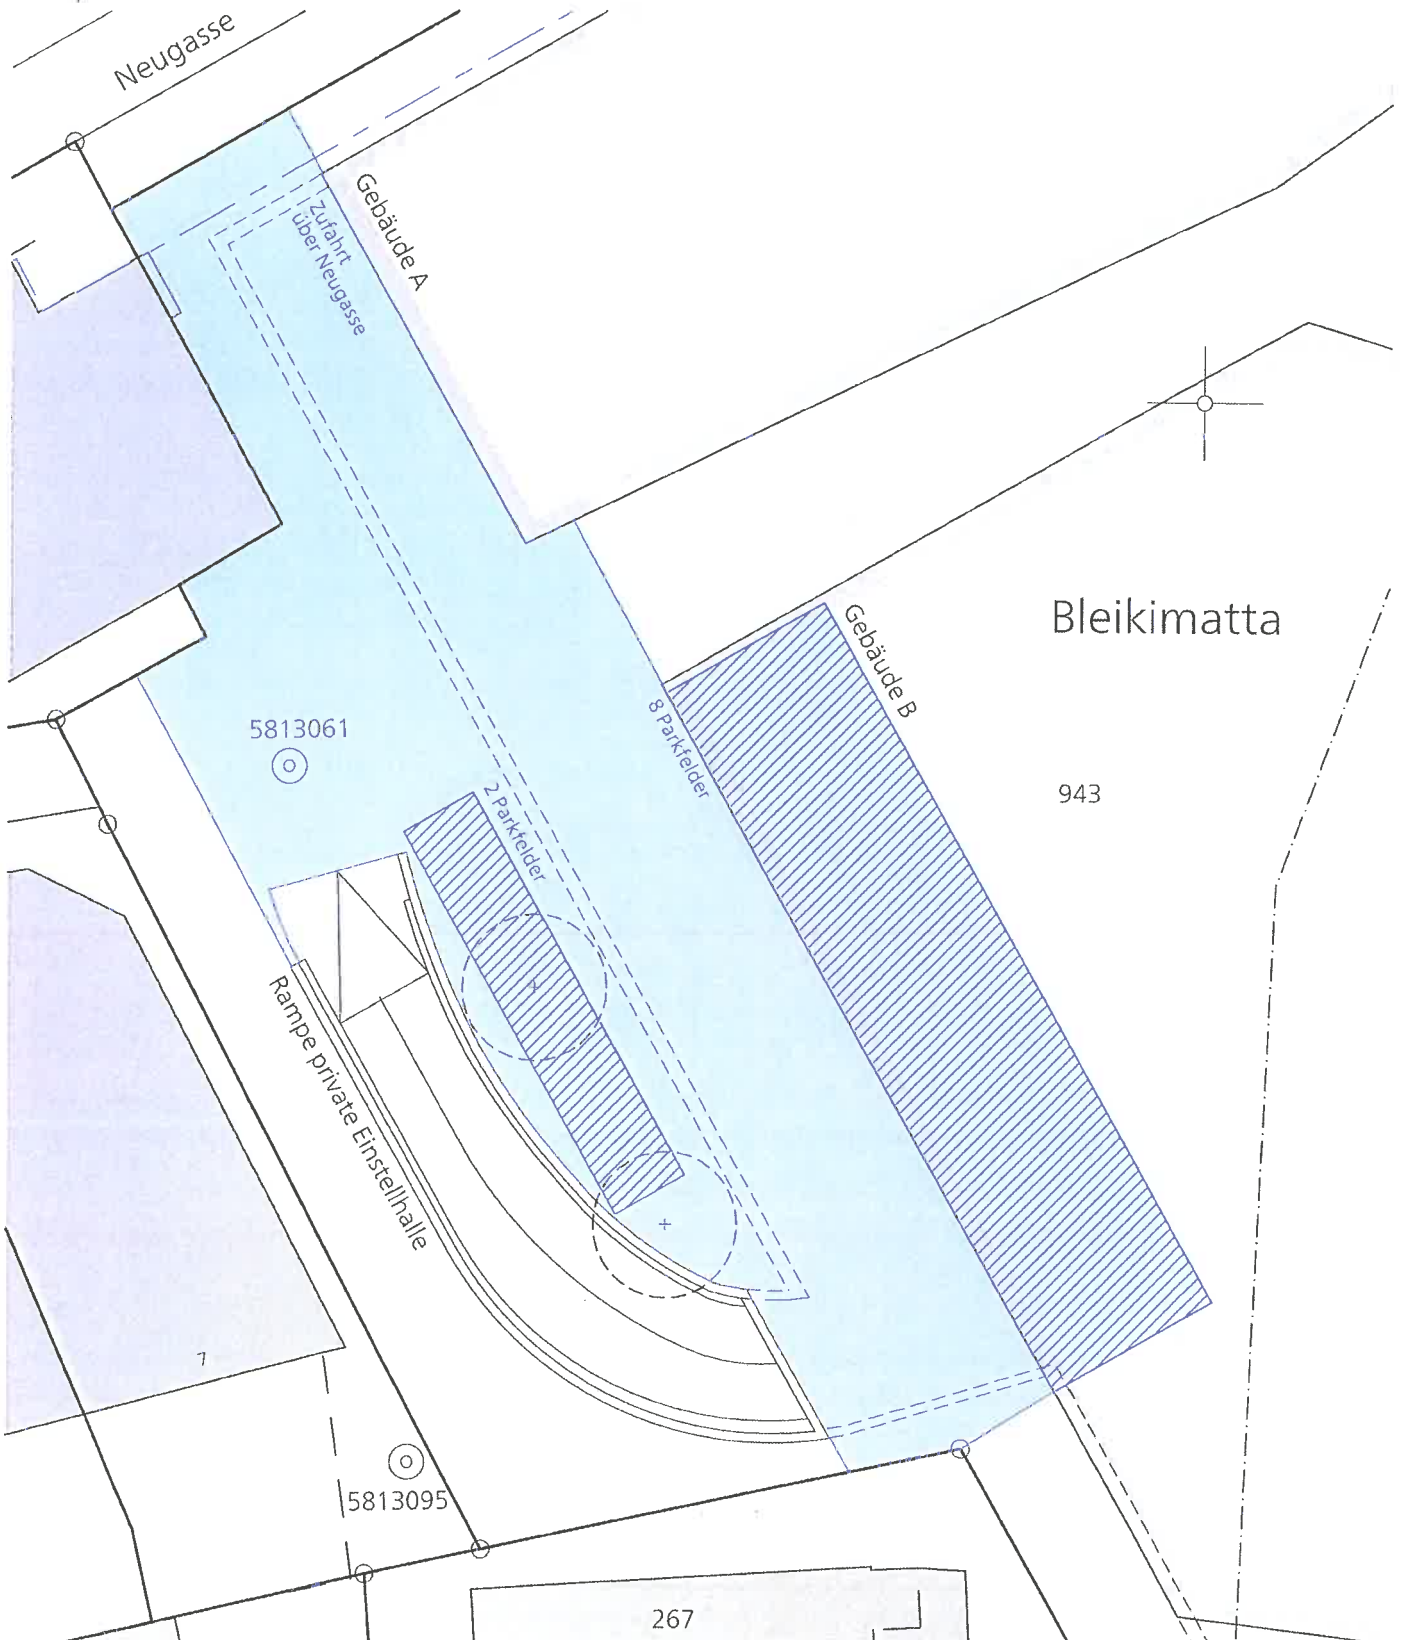 Neugasse
Gebäude A
Zufahrt
über Neugasse
Bleikimatta
Gebäude B
8 Parkfelder
5813061
2 Parkfelder
943
Rampe private Einstellhalle
7
5813095
267